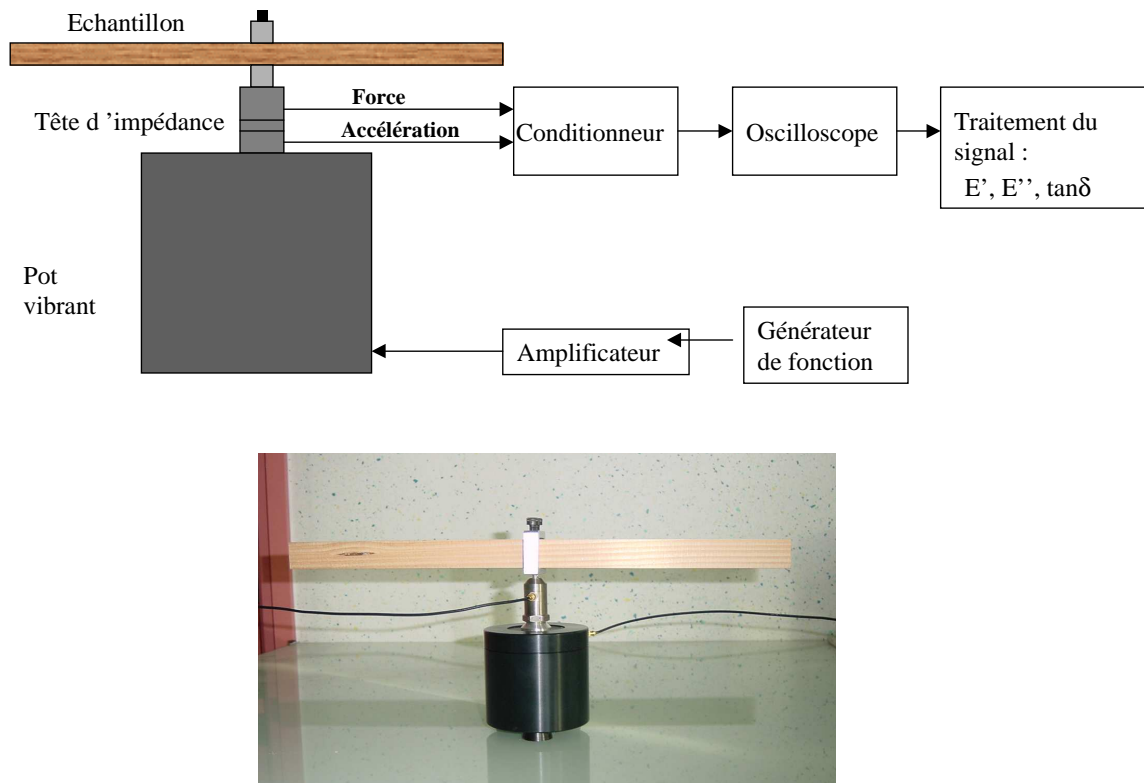 Echantillon
Force
Tête d ’impédance
Accélération
Conditionneur
Oscilloscope
Traitement du
signal :
E’, E’’, tanδ
Pot
vibrant
Amplificateur
Générateur
de fonction